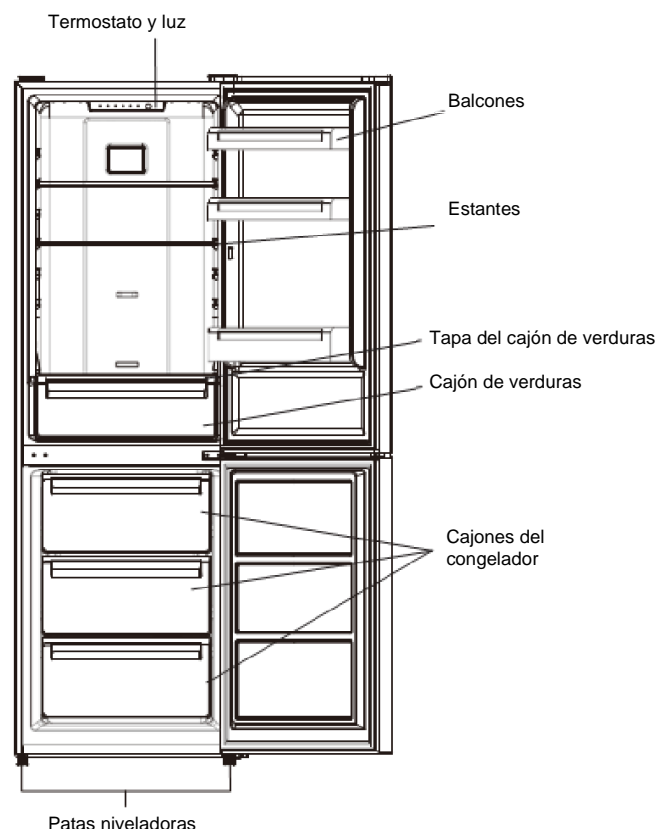 Termostato y luz
Balcones
Estantes
Tapa del cajón de verduras
Cajón de verduras
Cajones del
congelador
Patas niveladoras